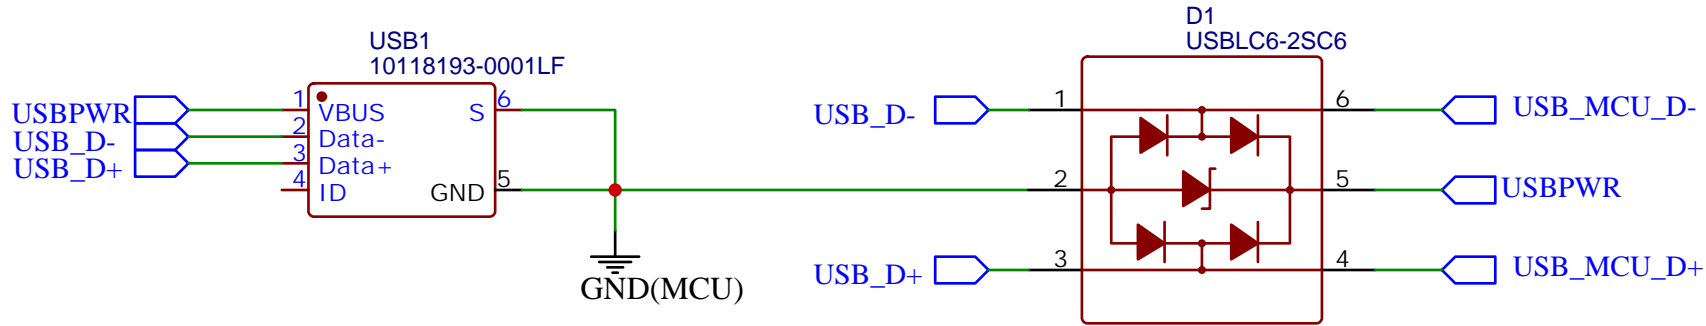 USB1
10118193-0001LF
USBPWR
USB_D-
USB_D+
1
2
3
4
VBUS
Data-
Data+
ID
S
GND
6
5
GND(MCU)
D1
USBLC6-2SC6
USB_D-
1
2
USB_D+
3
6
USB_MCU_D-
5
USBPWR
4
USB_MCU_D+